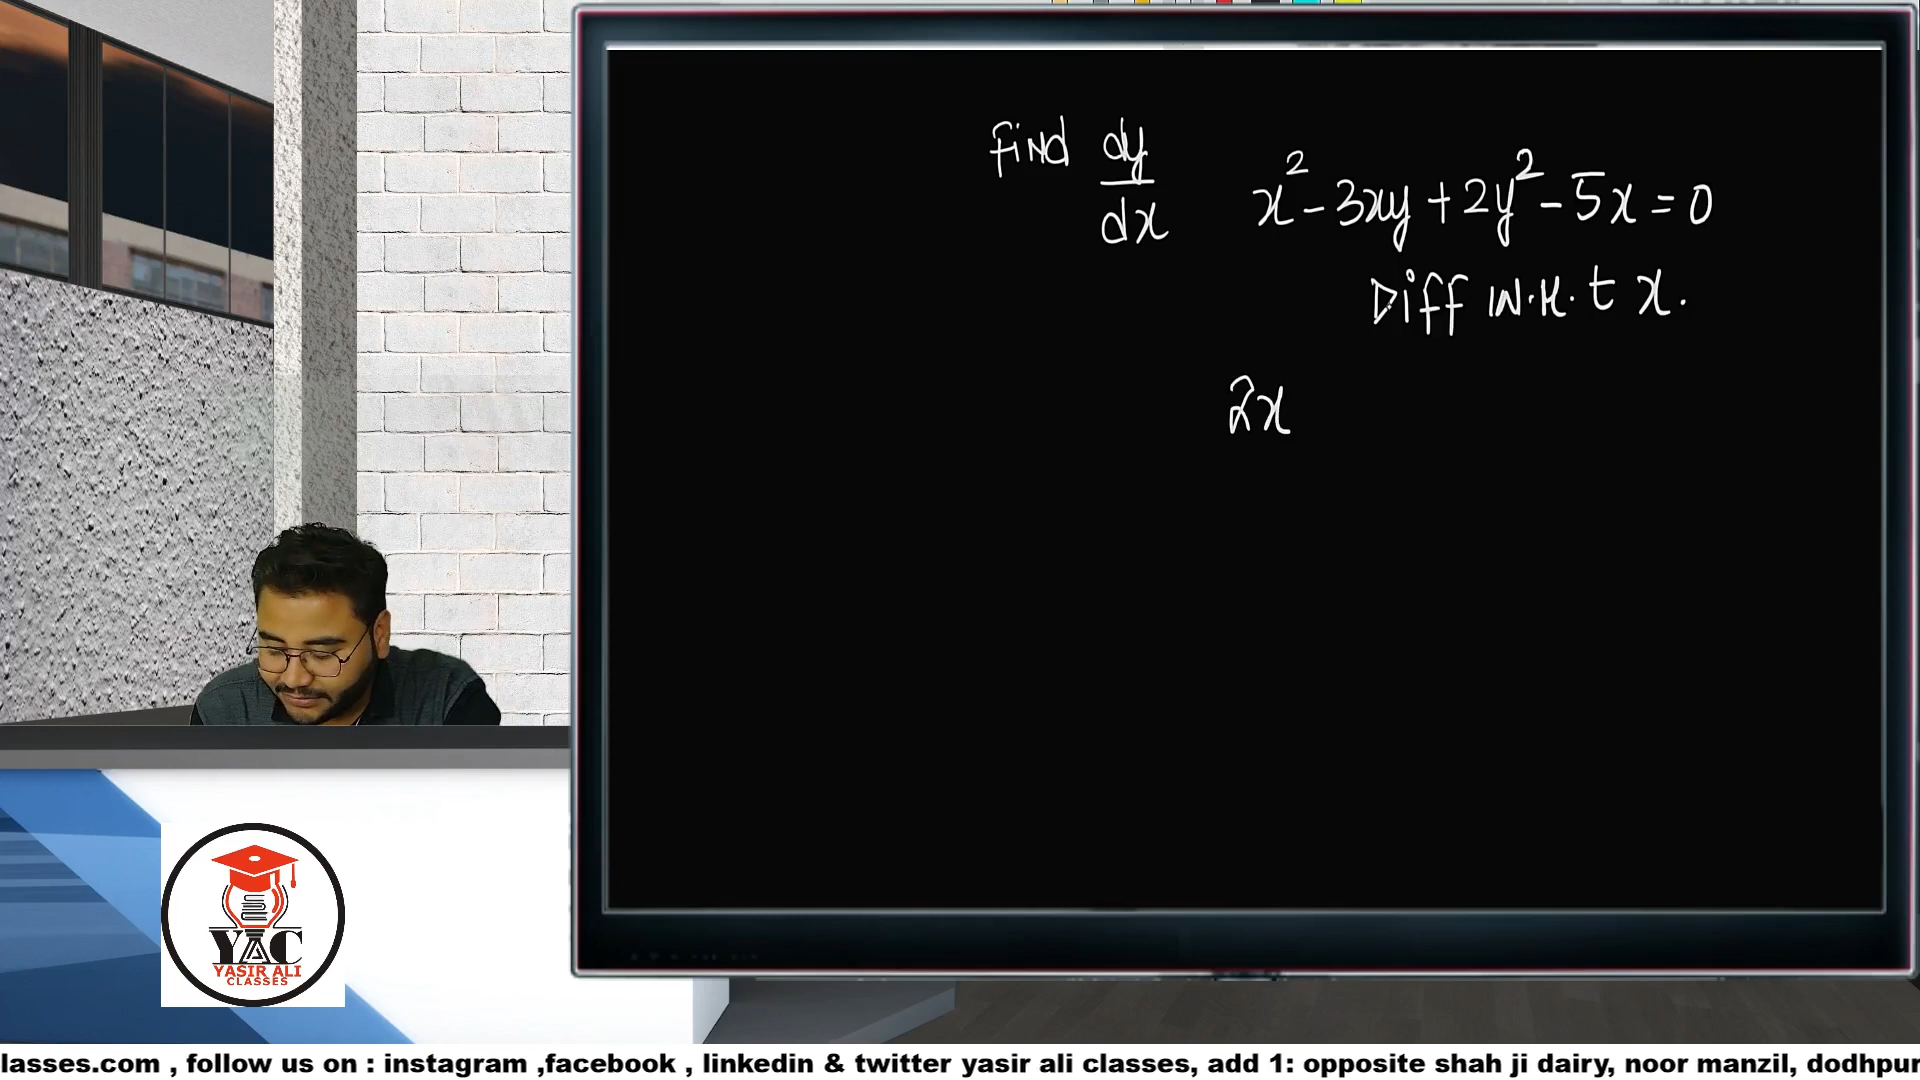 Find dy/dx x² - 3xy + 2y² - 5x = 0
Diff w.r.t x.
2x
YAC
YASIR ALI
CLASSES
lasses.com , follow us on : instagram ,facebook , linkedin & twitter yasir ali classes, add 1: opposite shah ji dairy, noor manzil, dodhpur